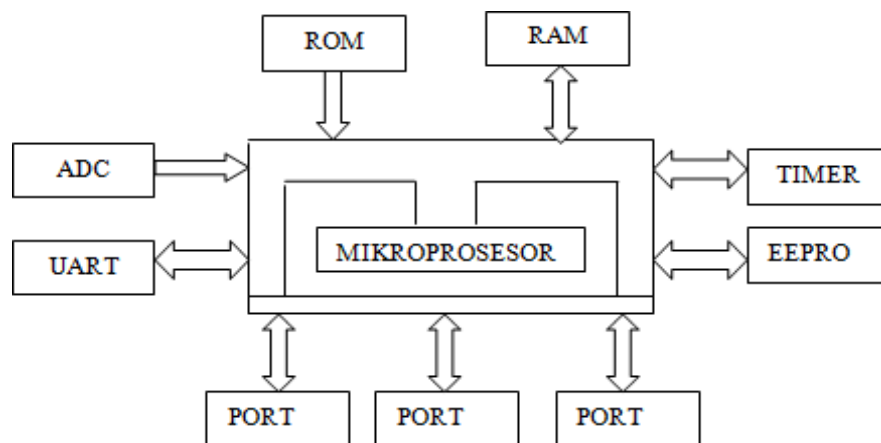 ROM
RAM
ADC
TIMER
MIKROPROSESOR
UART
EEPRO
PORT
PORT
PORT